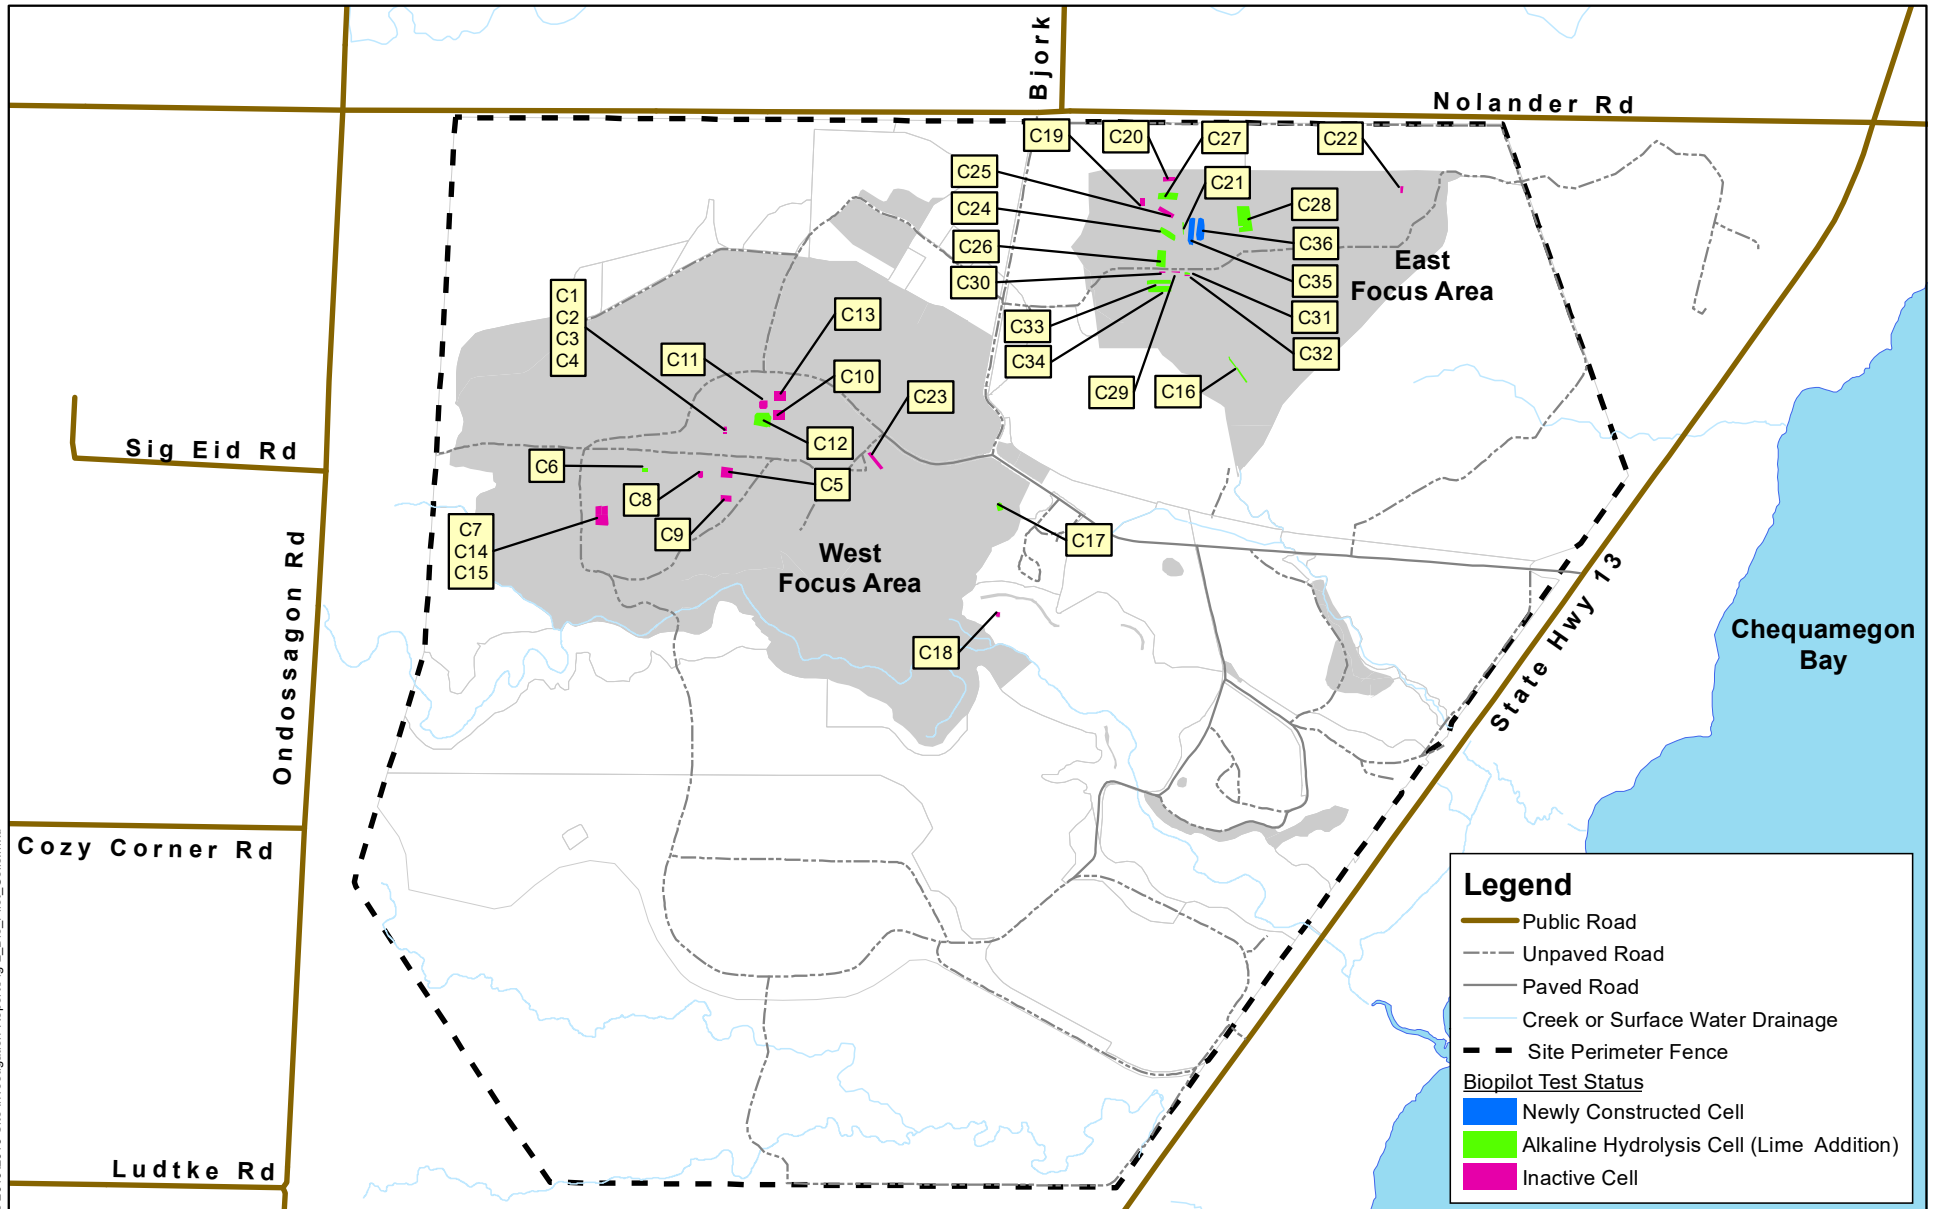 Bjork
Nolander Rd
C19
C20
C27
C22
C25
C21
C24
C28
C26
C36
C30
C35
East
Focus Area
C33
C31
C34
C32
C29
C16
C1
C2
C3
C4
C13
C11
C10
C23
C12
Sig Eid Rd
C6
C5
C8
C9
C7
C14
C15
C17
West
Focus Area
C18
Ondossagon Rd
State Hwy 13
Chequamegon
Bay
Cozy Corner Rd
Ludtke Rd
Legend
Public Road
Unpaved Road
Paved Road
Creek or Surface Water Drainage
Site Perimeter Fence
Biopilot Test Status
Newly Constructed Cell
Alkaline Hydrolysis Cell (Lime Addition)
Inactive Cell